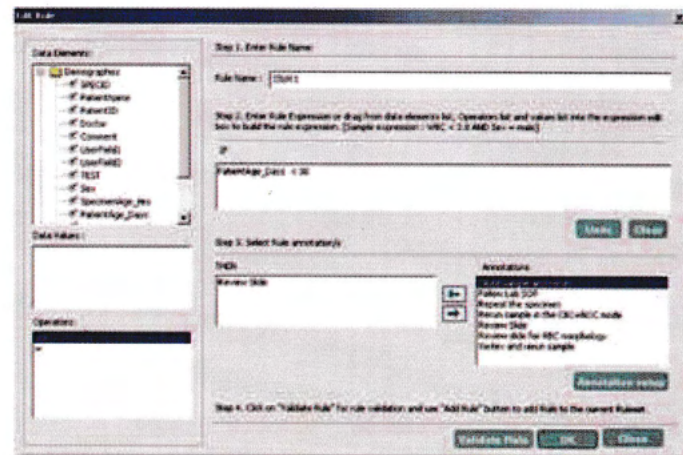 Edit Rule
Data Elements:
Demographics
SPECID
PatientName
PatientID
Doctor
Comment
UserField1
TEST
Sex
SpecimenAge_Hrs
PatientAge_Days
Data Values:
Operators:
Step 1. Enter Rule Name:
Rule Name :
Step 2. Enter Rule Expression or drag from data elements list, Operators list and values list into the expression edit
box to build the rule expression. [Sample expression : WBC < 2.0 AND Sex = male]
IF
PatientAge_Days < 30
Undo Clear
Step 3. Select Rule annotation/s
THEN
Review Slide
Annotations
Follow Lab SOP
Repeat the specimen
Rerun sample in the CBC+NOC mode
Review Slide
Review slide for RBC morphology
Vortex and rerun sample
Annotation setup
Step 4. Click on "Validate Rule" for rule validation and use "Add Rule" button to add Rule to the current Ruleset.
Validate Rule OK Close